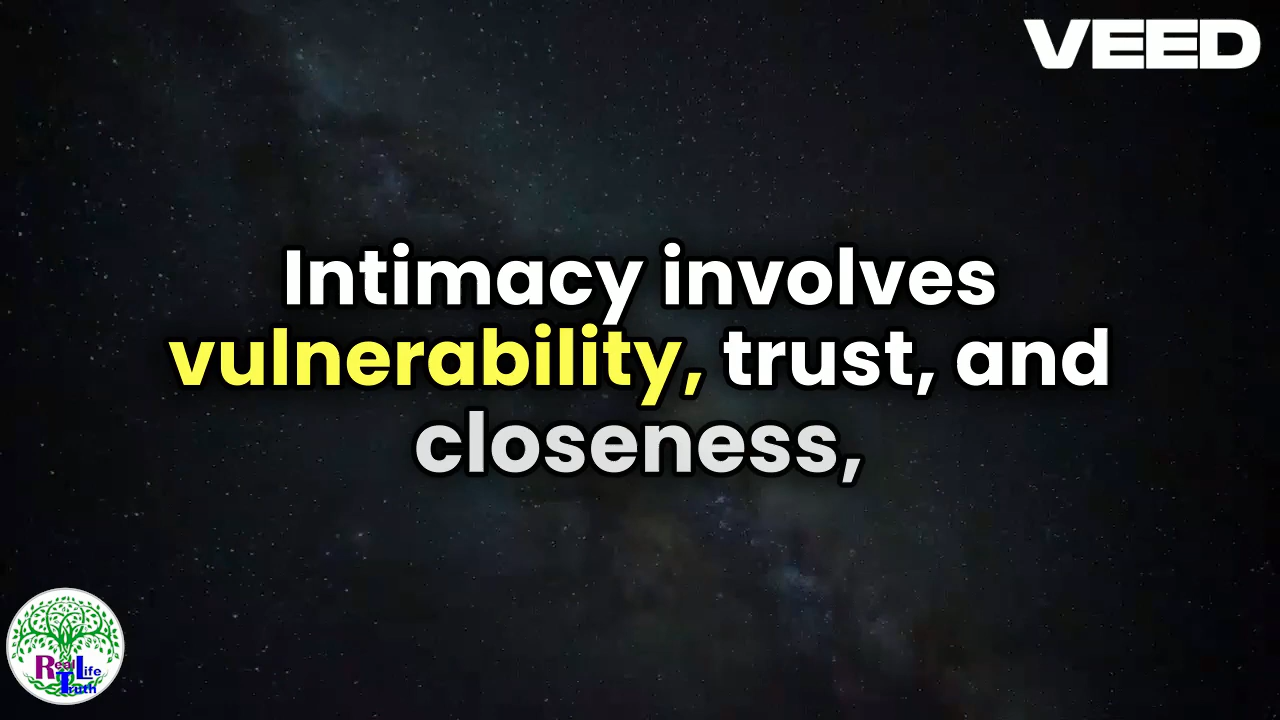 VEED
Intimacy involves
vulnerability, trust, and
closeness,
Real Life
Truth